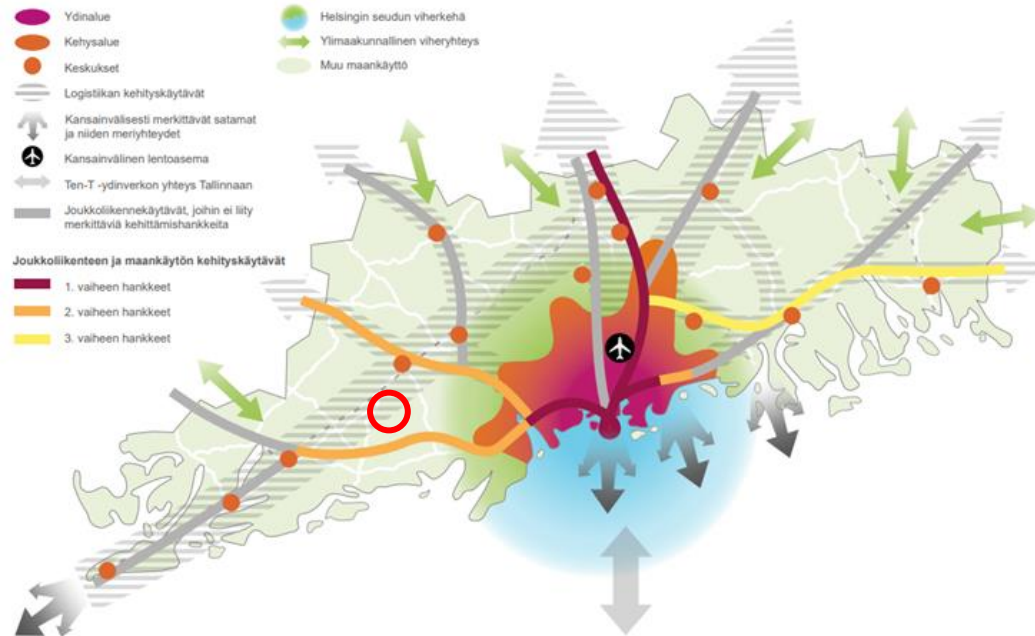 Ydinalue
Kehysalue
Keskukset
Logistiikan kehityskäytävät
Kansainvälisesti merkittävät satamat
ja niiden meriyhteydet
Kansainvälinen lentoasema
Ten-T -ydinverkon yhteys Tallinnaan
Joukkoliikennekäytävät, joihin ei liity
merkittäviä kehittämishankkeita
Joukkoliikenteen ja maankäytön kehityskäytävät
1. vaiheen hankkeet
2. vaiheen hankkeet
3. vaiheen hankkeet
Helsingin seudun viherkehä
Ylimaakunnallinen viheryhteys
Muu maankäyttö